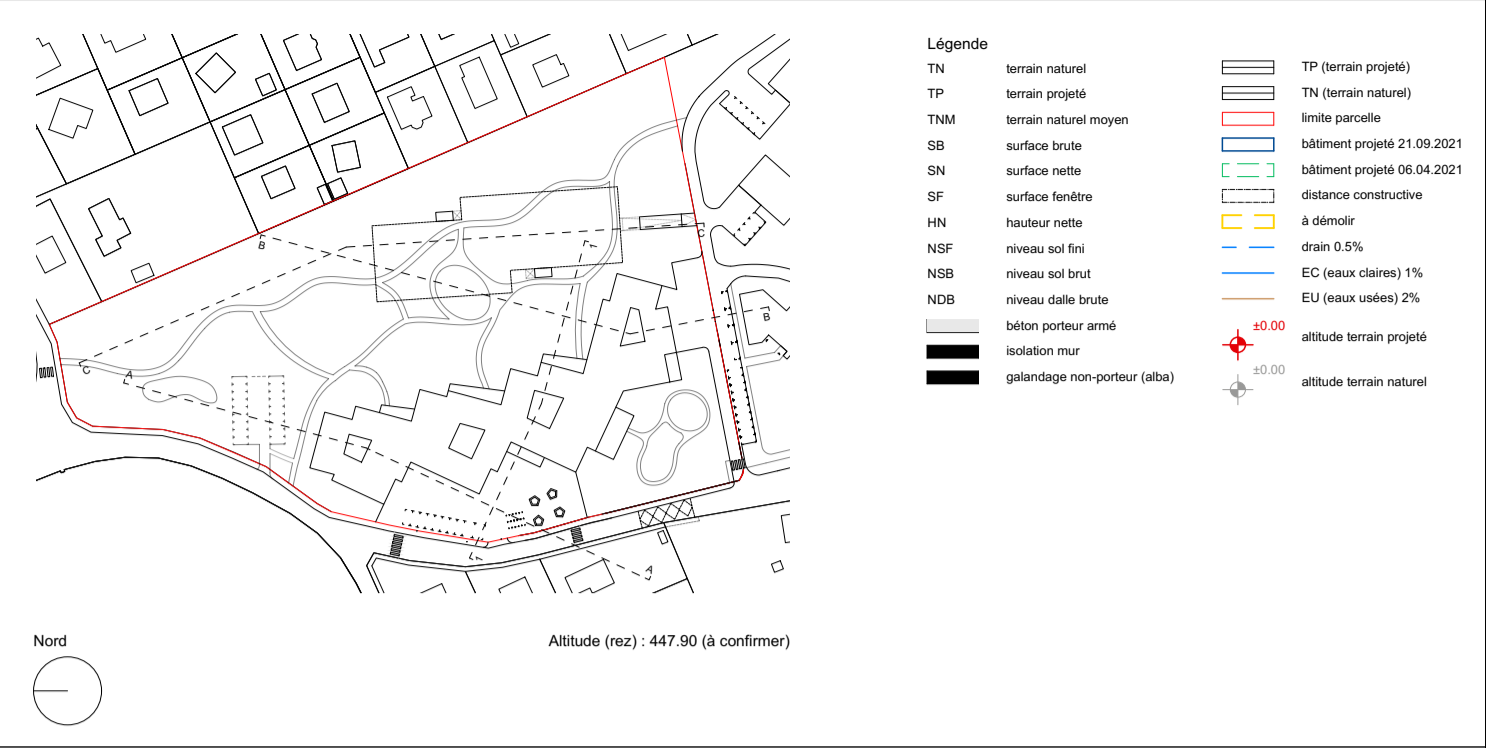 B
C
C
A
B
A
Nord
Altitude (rez) : 447.90 (à confirmer)
Légende
TN terrain naturel
TP terrain projeté
TNM terrain naturel moyen
SB surface brute
SN surface nette
SF surface fenêtre
HN hauteur nette
NSF niveau sol fini
NSB niveau sol brut
NDB niveau dalle brute
béton porteur armé
isolation mur
galandage non-porteur (alba)
TP (terrain projeté)
TN (terrain naturel)
limite parcelle
bâtiment projeté 21.09.2021
bâtiment projeté 06.04.2021
distance constructive
à démolir
drain 0.5%
EC (eaux claires) 1%
EU (eaux usées) 2%
±0.00
altitude terrain projeté
±0.00
altitude terrain naturel